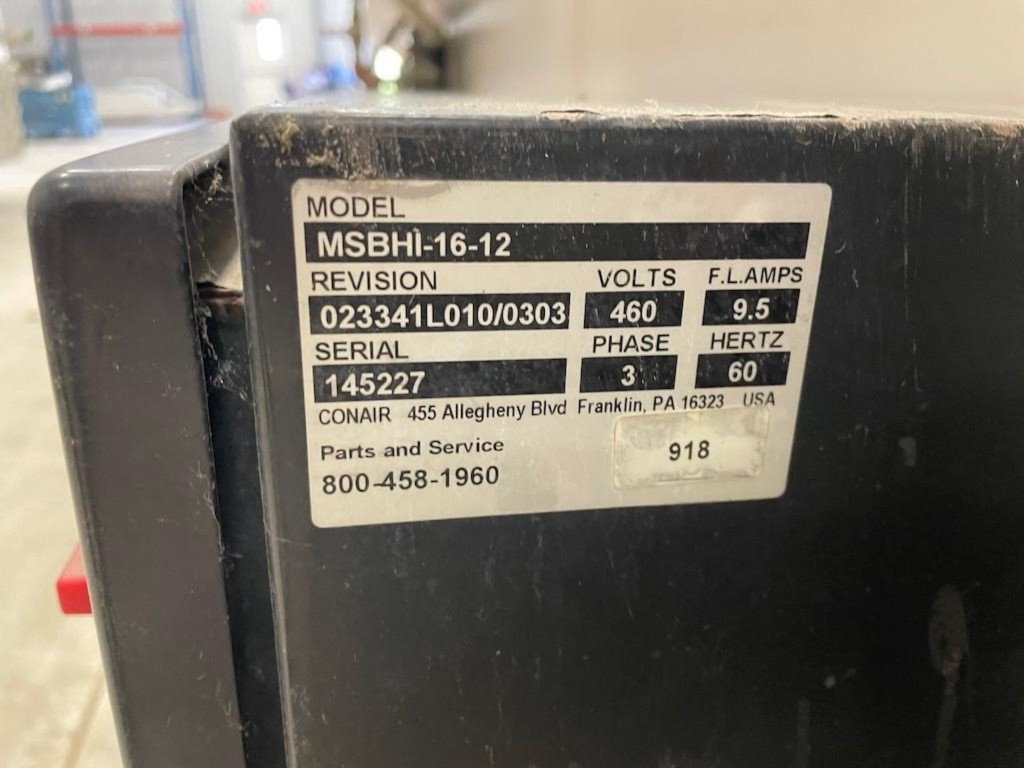 MODEL
MSBHI-16-12
REVISION VOLTS F.L.AMPS
023341L010/0303 460 9.5
SERIAL PHASE HERTZ
145227 3 60
CONAIR 455 Allegheny Blvd Franklin, PA 16323 USA
Parts and Service 918
800-458-1960